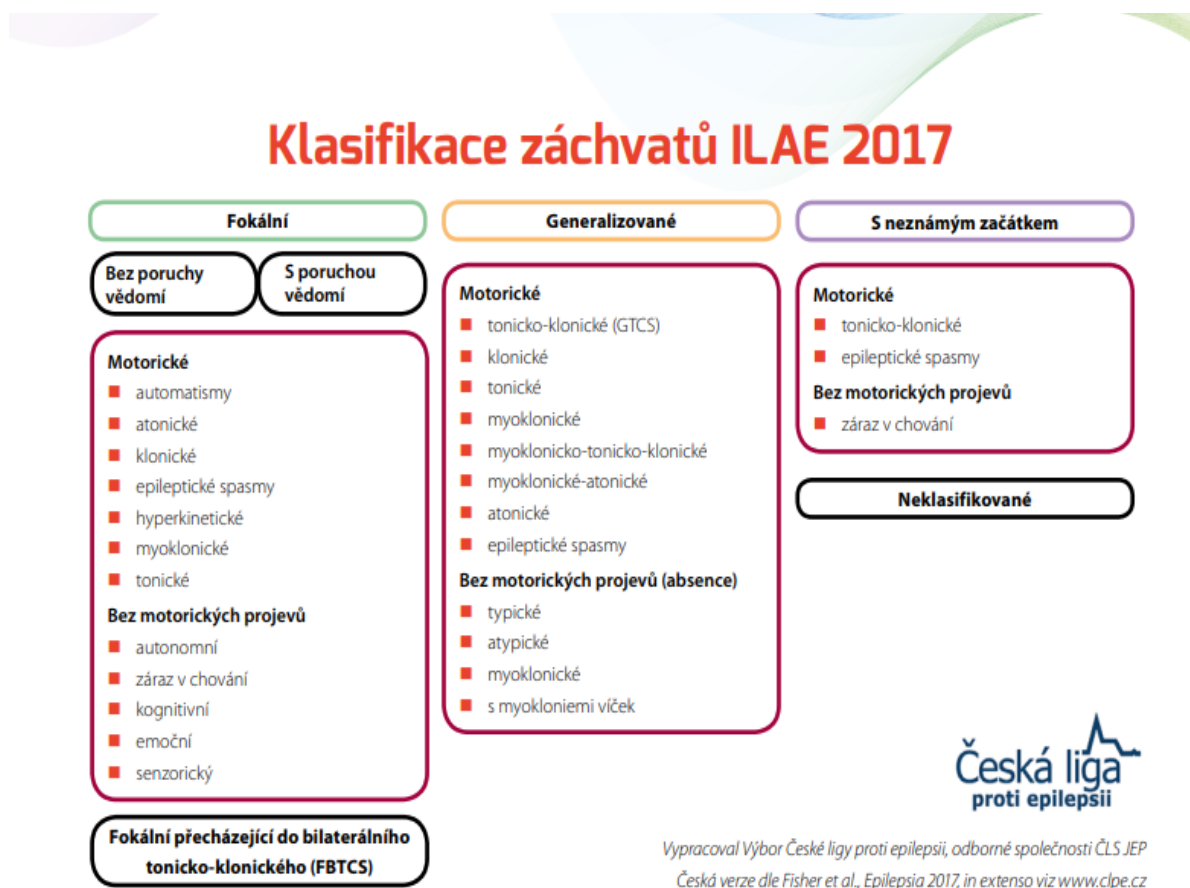 Klasifikace záchvatů ILAE 2017
Fokální
Bez poruchy
vědomí
S poruchou
vědomí
Motorické
automatismy
atonické
klonické
epileptické spasmy
hyperkinetické
myoklonické
tonické
Bez motorických projevů
autonomní
záraz v chování
kognitivní
emoční
senzorický
Fokální přecházející do bilaterálního
tonicko-klonického (FBTCS)
Generalizované
Motorické
tonicko-klonické (GTCS)
klonické
tonické
myoklonické
myoklonicko-tonicko-klonické
myoklonické-atonické
atonické
epileptické spasmy
Bez motorických projevů (absence)
typické
atypické
myoklonické
s myokloniemi víček
S neznámým začátkem
Motorické
tonicko-klonické
epileptické spasmy
Bez motorických projevů
záraz v chování
Neklasifikované
Česká liga
proti epilepsii
Vypracoval Výbor České ligy proti epilepsii, odborné společnosti ČLS JEP
Česká verze dle Fisher et al., Epilepsia 2017, in extenso viz www.clpe.cz